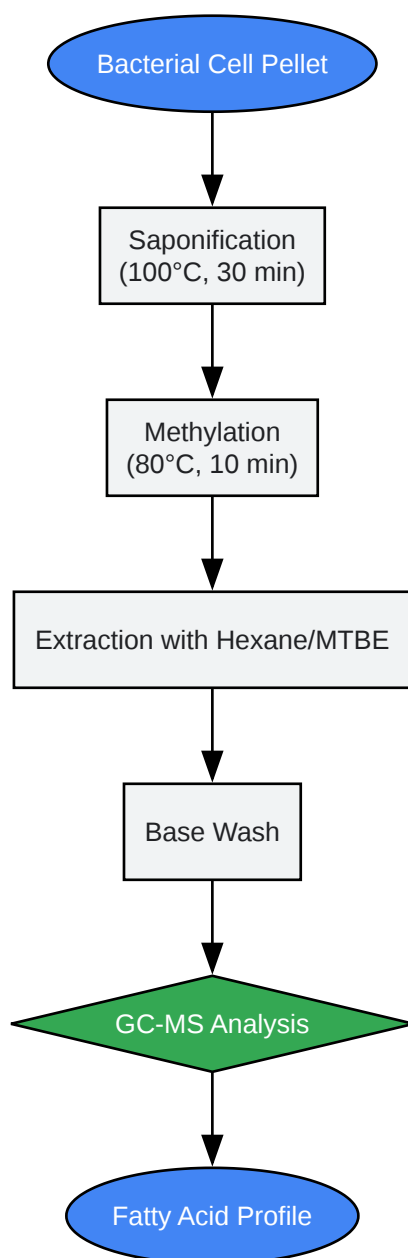 Bacterial Cell Pellet
Saponification
(100°C, 30 min)
Methylation
(80°C, 10 min)
Extraction with Hexane/MTBE
Base Wash
GC-MS Analysis
Fatty Acid Profile